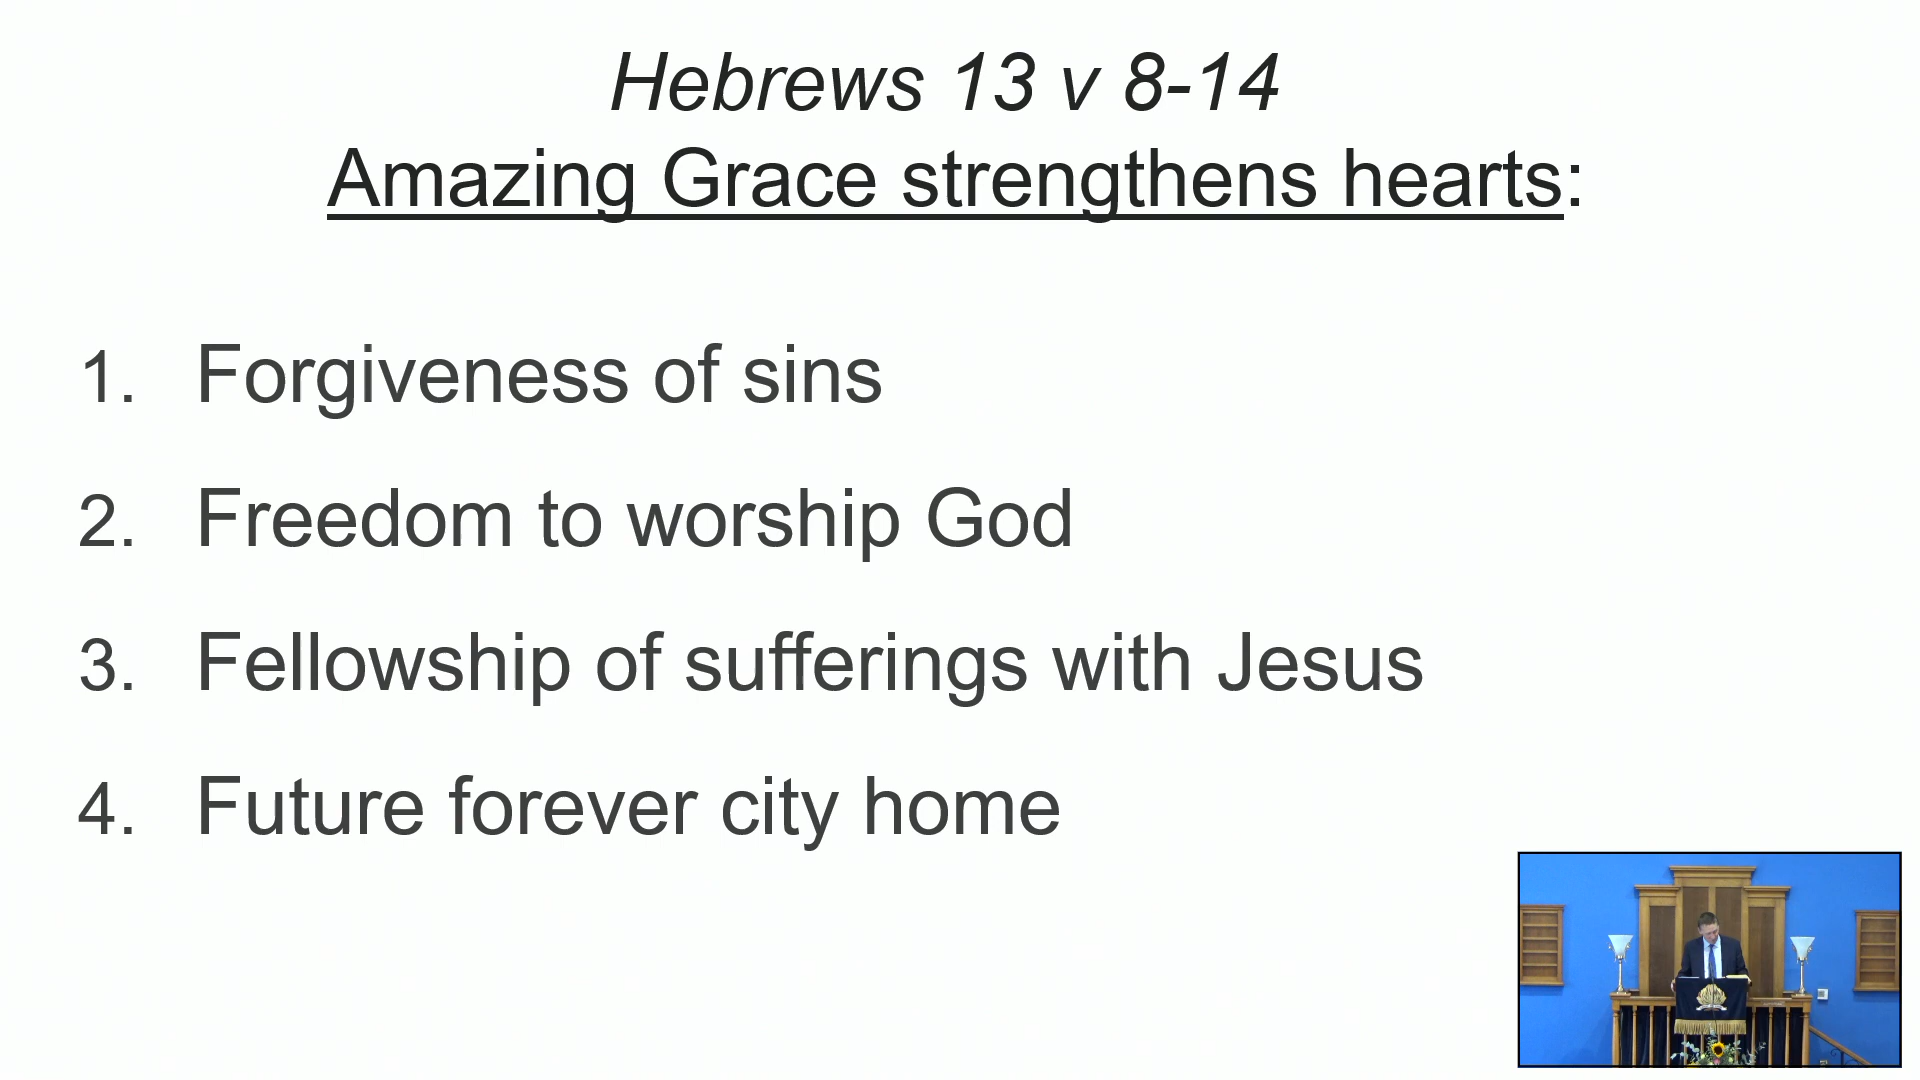 Hebrews 13 v 8-14
Amazing Grace strengthens hearts:
1. Forgiveness of sins
2. Freedom to worship God
3. Fellowship of sufferings with Jesus
4. Future forever city home